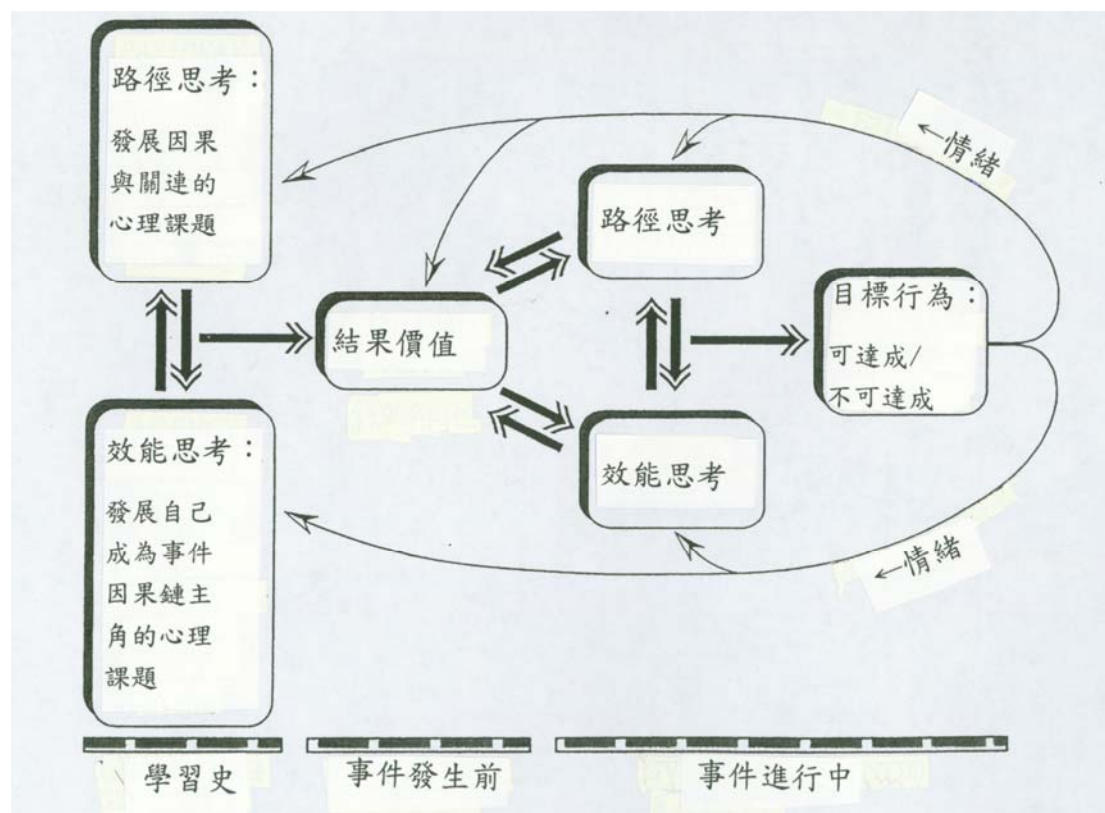 路徑思考：
發展因果
與關連的
心理課題
效能思考：
發展自己
成為事件
因果鏈主
角的心理
課題
結果價值
路徑思考
效能思考
目標行為：
可達成/
不可達成
←情緒
←情緒
學習史
事件發生前
事件進行中